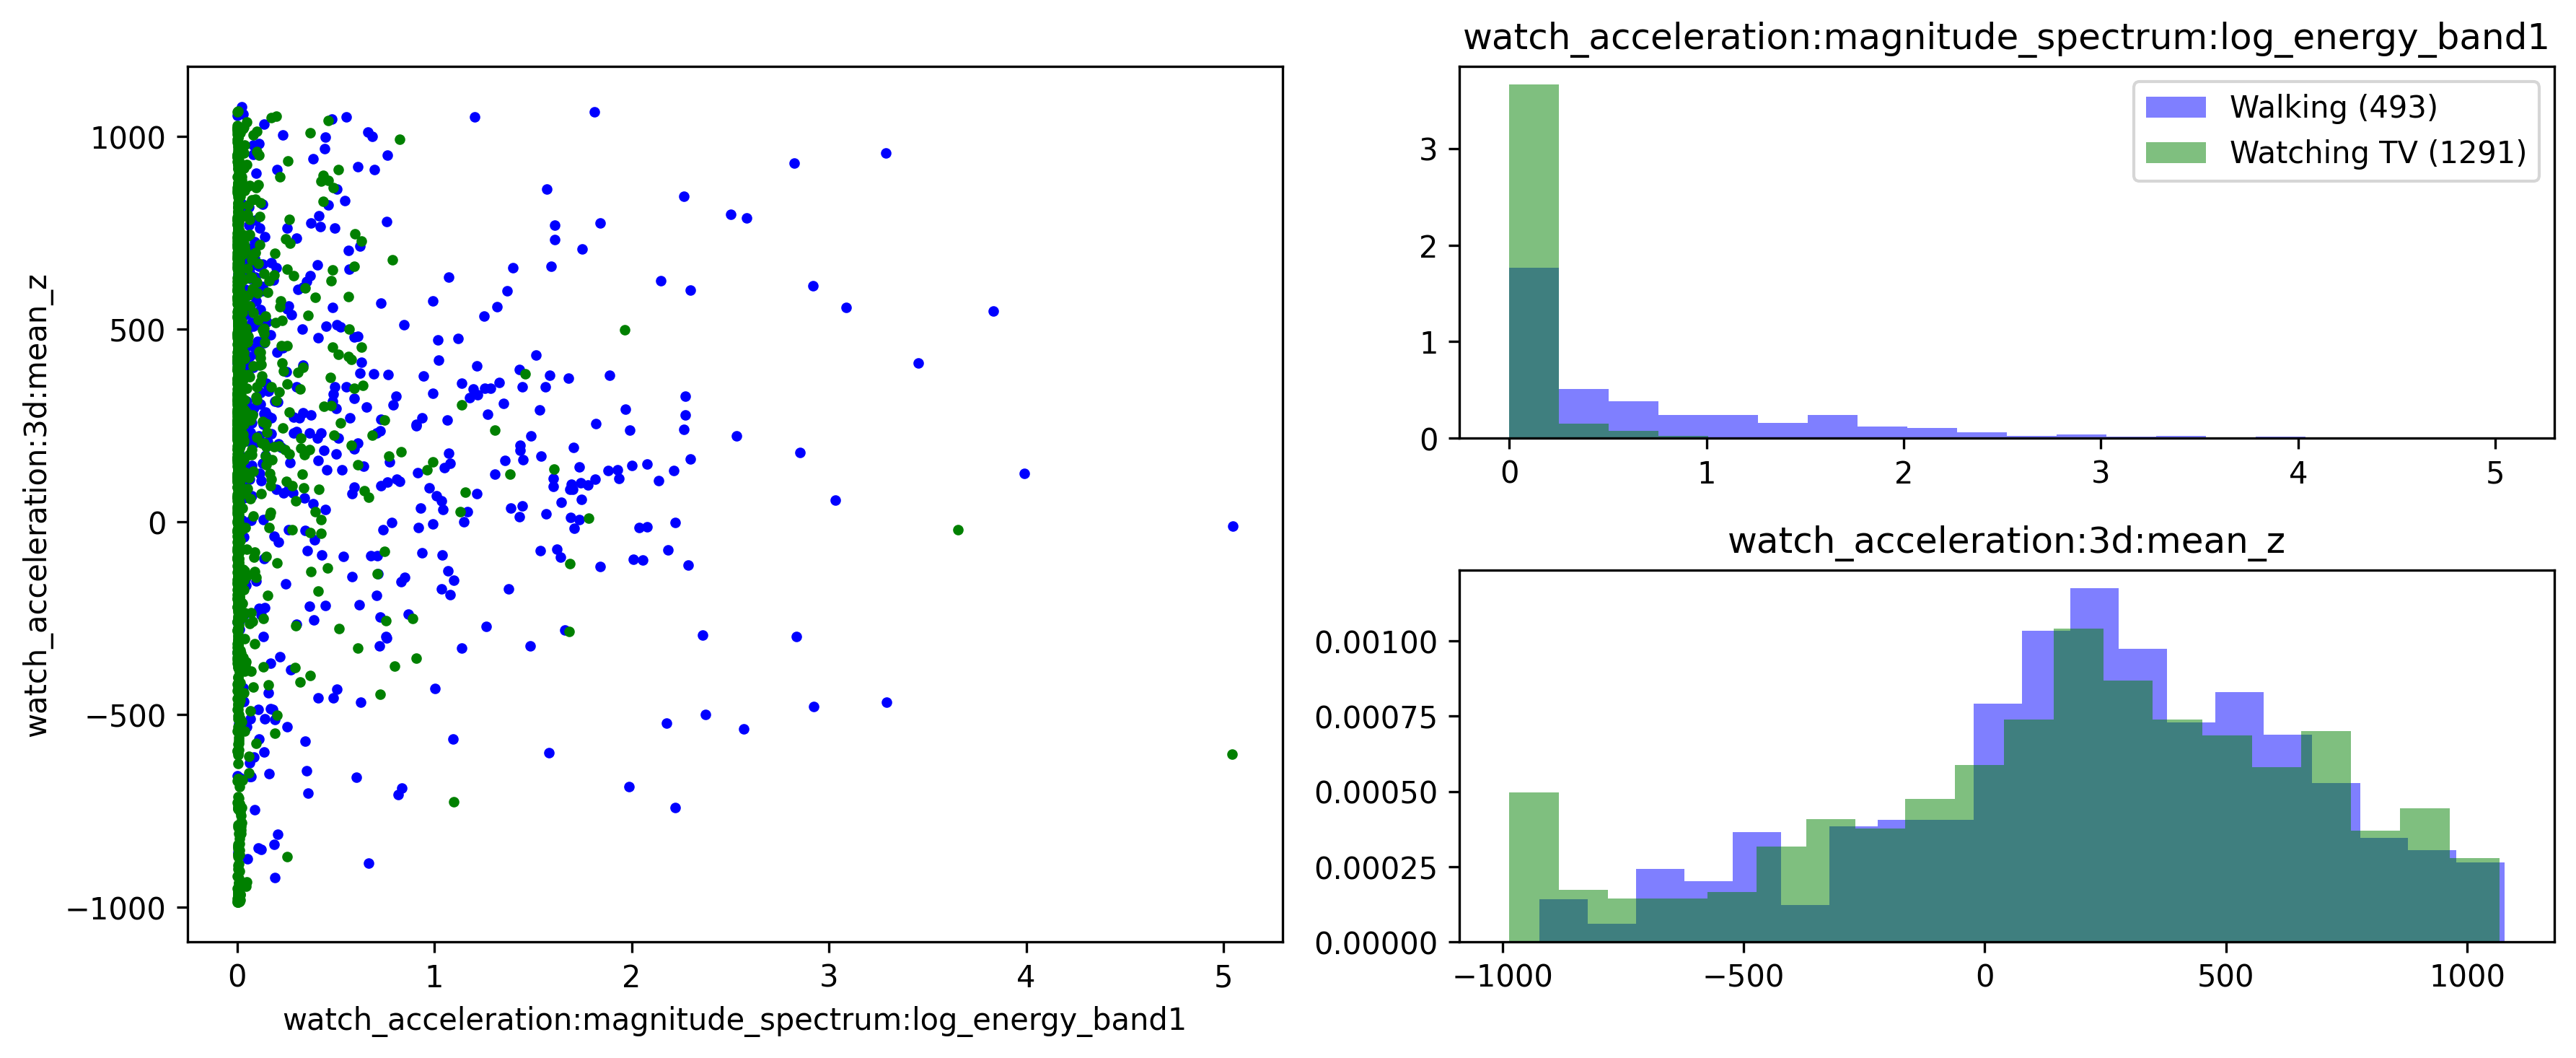 watch_acceleration:3d:mean_z
1000
500
0
−500
−1000
0 1 2 3 4 5
watch_acceleration:magnitude_spectrum:log_energy_band1
watch_acceleration:magnitude_spectrum:log_energy_band1
Walking (493)
Watching TV (1291)
3
2
1
0
0 1 2 3 4 5
watch_acceleration:3d:mean_z
0.00100
0.00075
0.00050
0.00025
0.00000
−1000 −500 0 500 1000